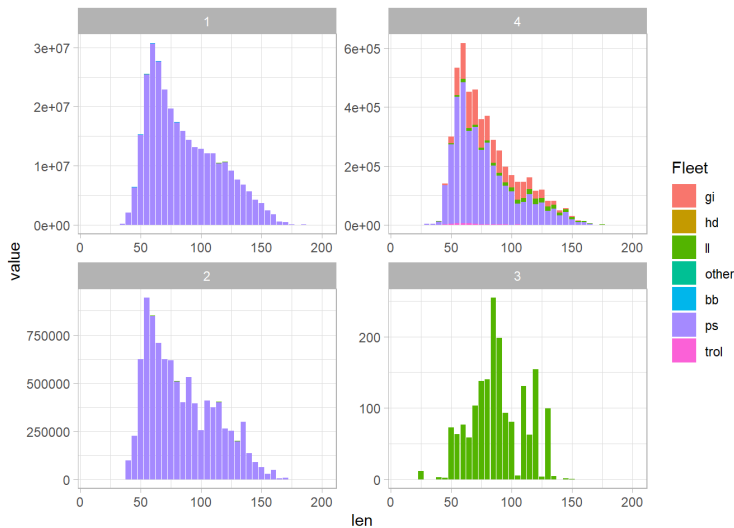 1
4
3e+07
2e+07
1e+07
0e+00
6e+05
4e+05
2e+05
0e+00
0 50 100 150 200
0 50 100 150 200
value
2
3
750000
500000
250000
0
200
100
0
0 50 100 150 200
0 50 100 150 200
len
Fleet
gi
hd
ll
other
bb
ps
trol